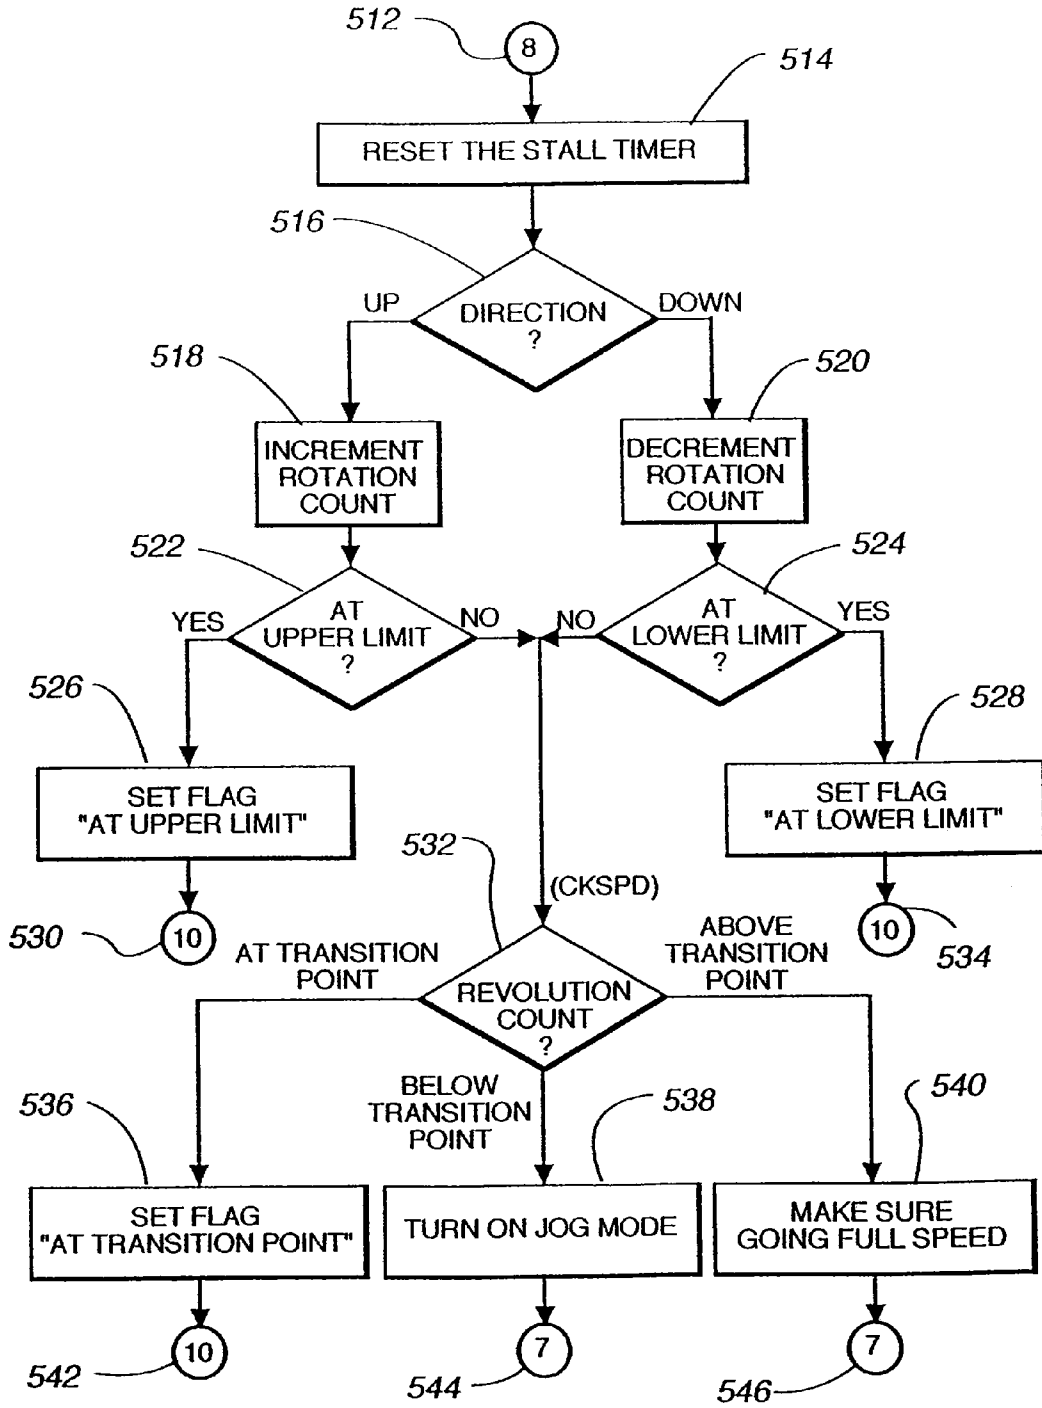 512
8
514
RESET THE STALL TIMER
516
UP
DIRECTION
?
DOWN
518
520
INCREMENT
ROTATION
COUNT
DECREMENT
ROTATION
COUNT
522
524
YES
AT
UPPER LIMIT
?
NO
NO
AT
LOWER LIMIT
?
YES
526
528
SET FLAG
"AT UPPER LIMIT"
SET FLAG
"AT LOWER LIMIT"
532
(CKSPD)
530
10
10
534
AT TRANSITION
POINT
REVOLUTION
COUNT
?
ABOVE
TRANSITION
POINT
BELOW
TRANSITION
POINT
536
538
540
SET FLAG
"AT TRANSITION POINT"
TURN ON JOG MODE
MAKE SURE
GOING FULL SPEED
10
7
7
542
544
546